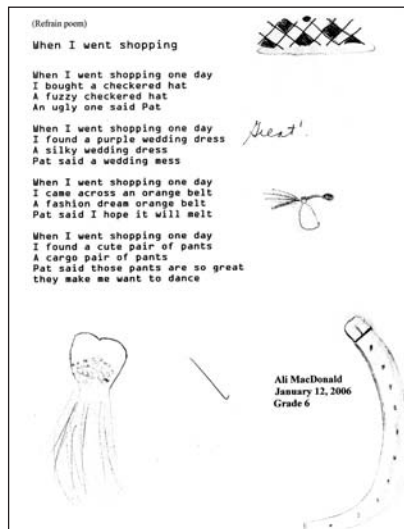 (Refrain poem)
When I went shopping
When I went shopping one day
I bought a checkered hat
A fuzzy checkered hat
An ugly one said Pat
When I went shopping one day
I found a purple wedding dress
A silky wedding dress
Pat said a wedding mess
Great!
When I went shopping one day
I came across an orange belt
A fashion dream orange belt
Pat said I hope it will melt
When I went shopping one day
I found a cute pair of pants
A cargo pair of pants
Pat said those pants are so great
they make me want to dance
Ali MacDonald
January 12, 2006
Grade 6